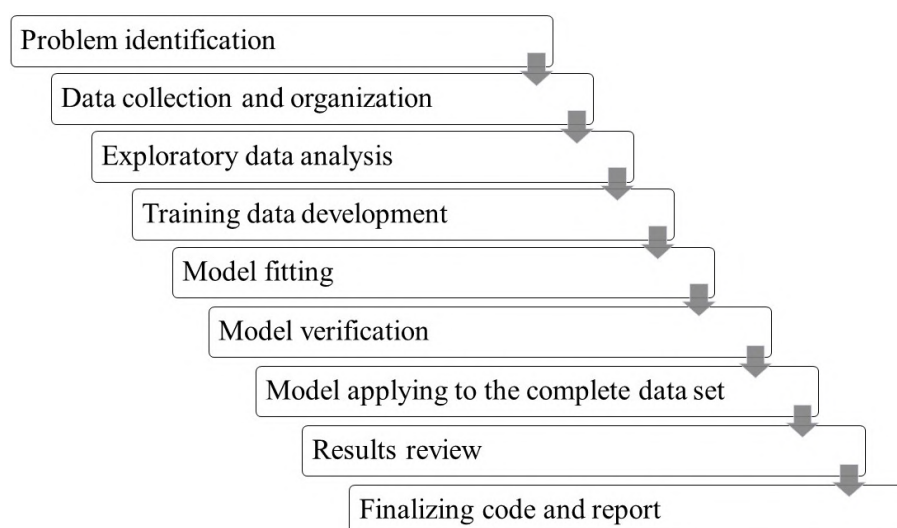 Problem identification
Data collection and organization
Exploratory data analysis
Training data development
Model fitting
Model verification
Model applying to the complete data set
Results review
Finalizing code and report